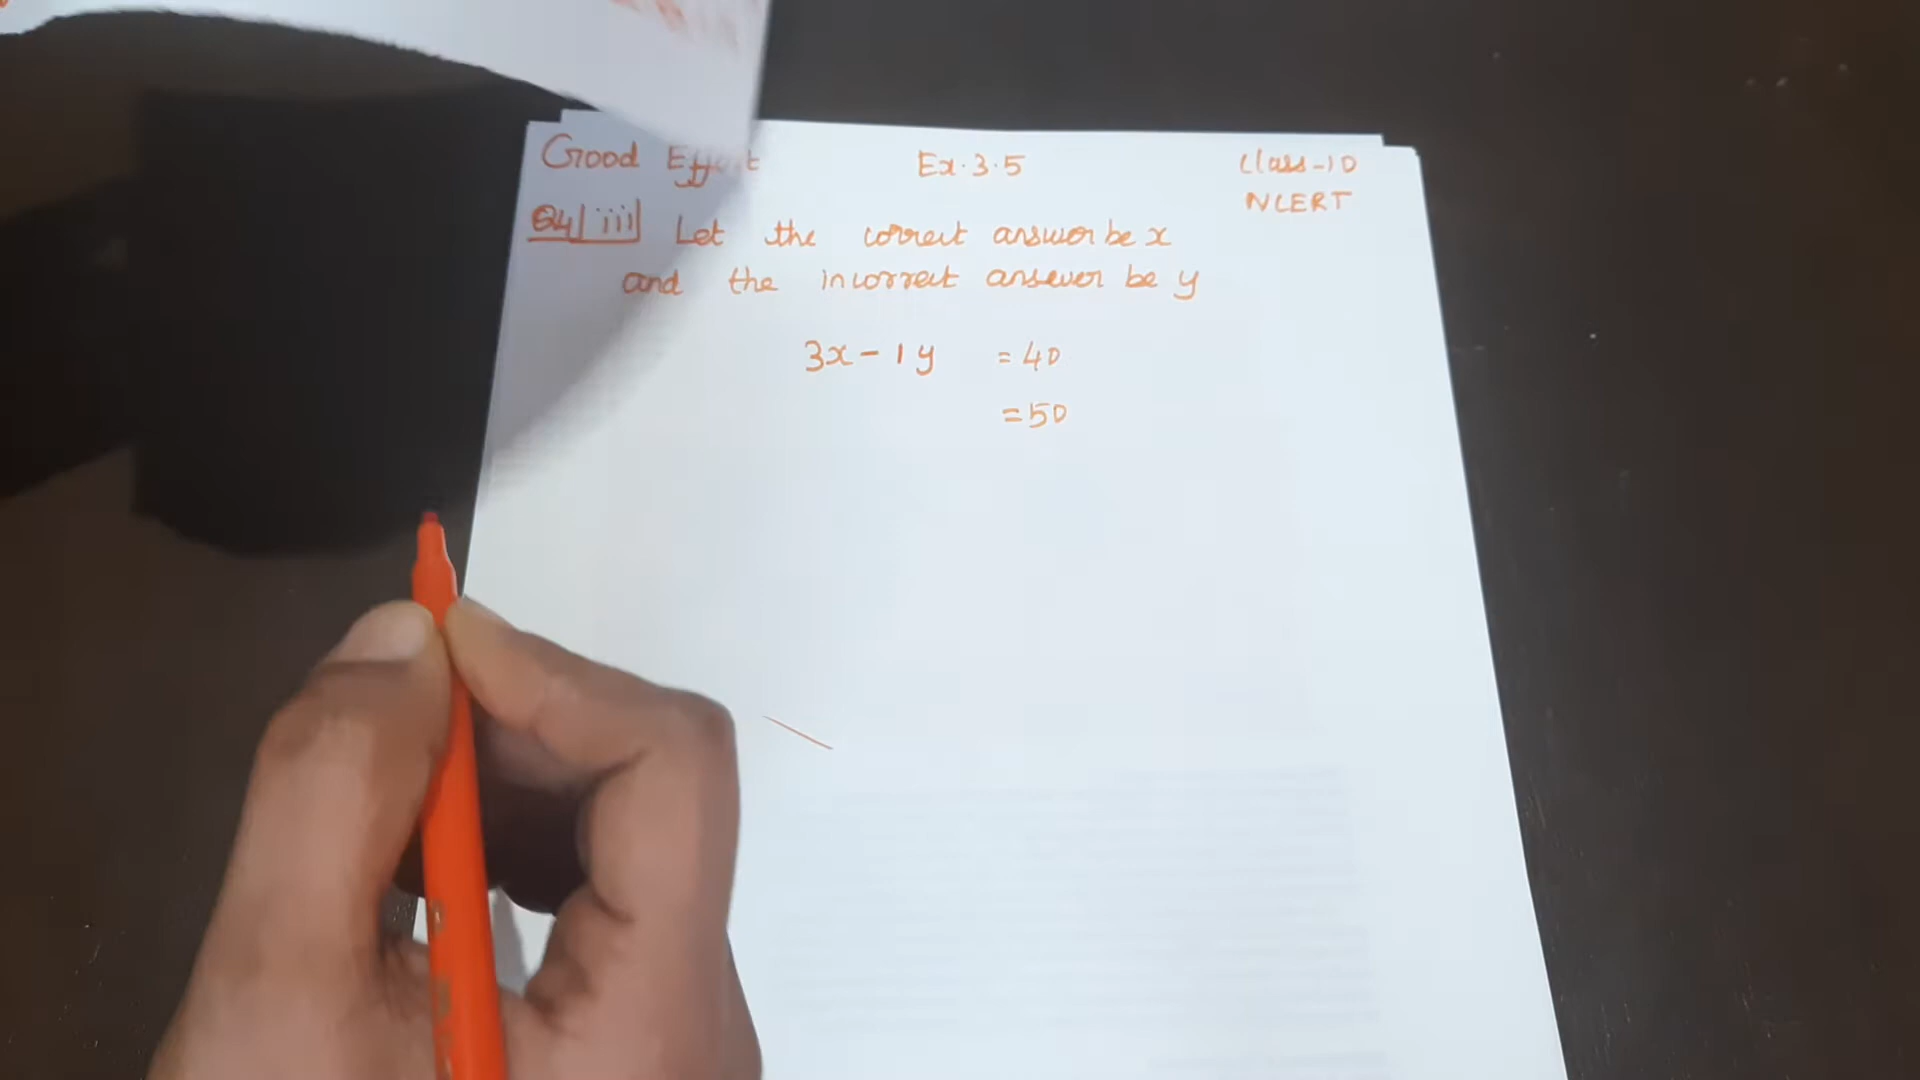 Good Effort Ex.3.5 Class-10
NCERT
Q4/iii Let the correct answer be x
and the incorrect answer be y
3x - 1y = 40
= 50